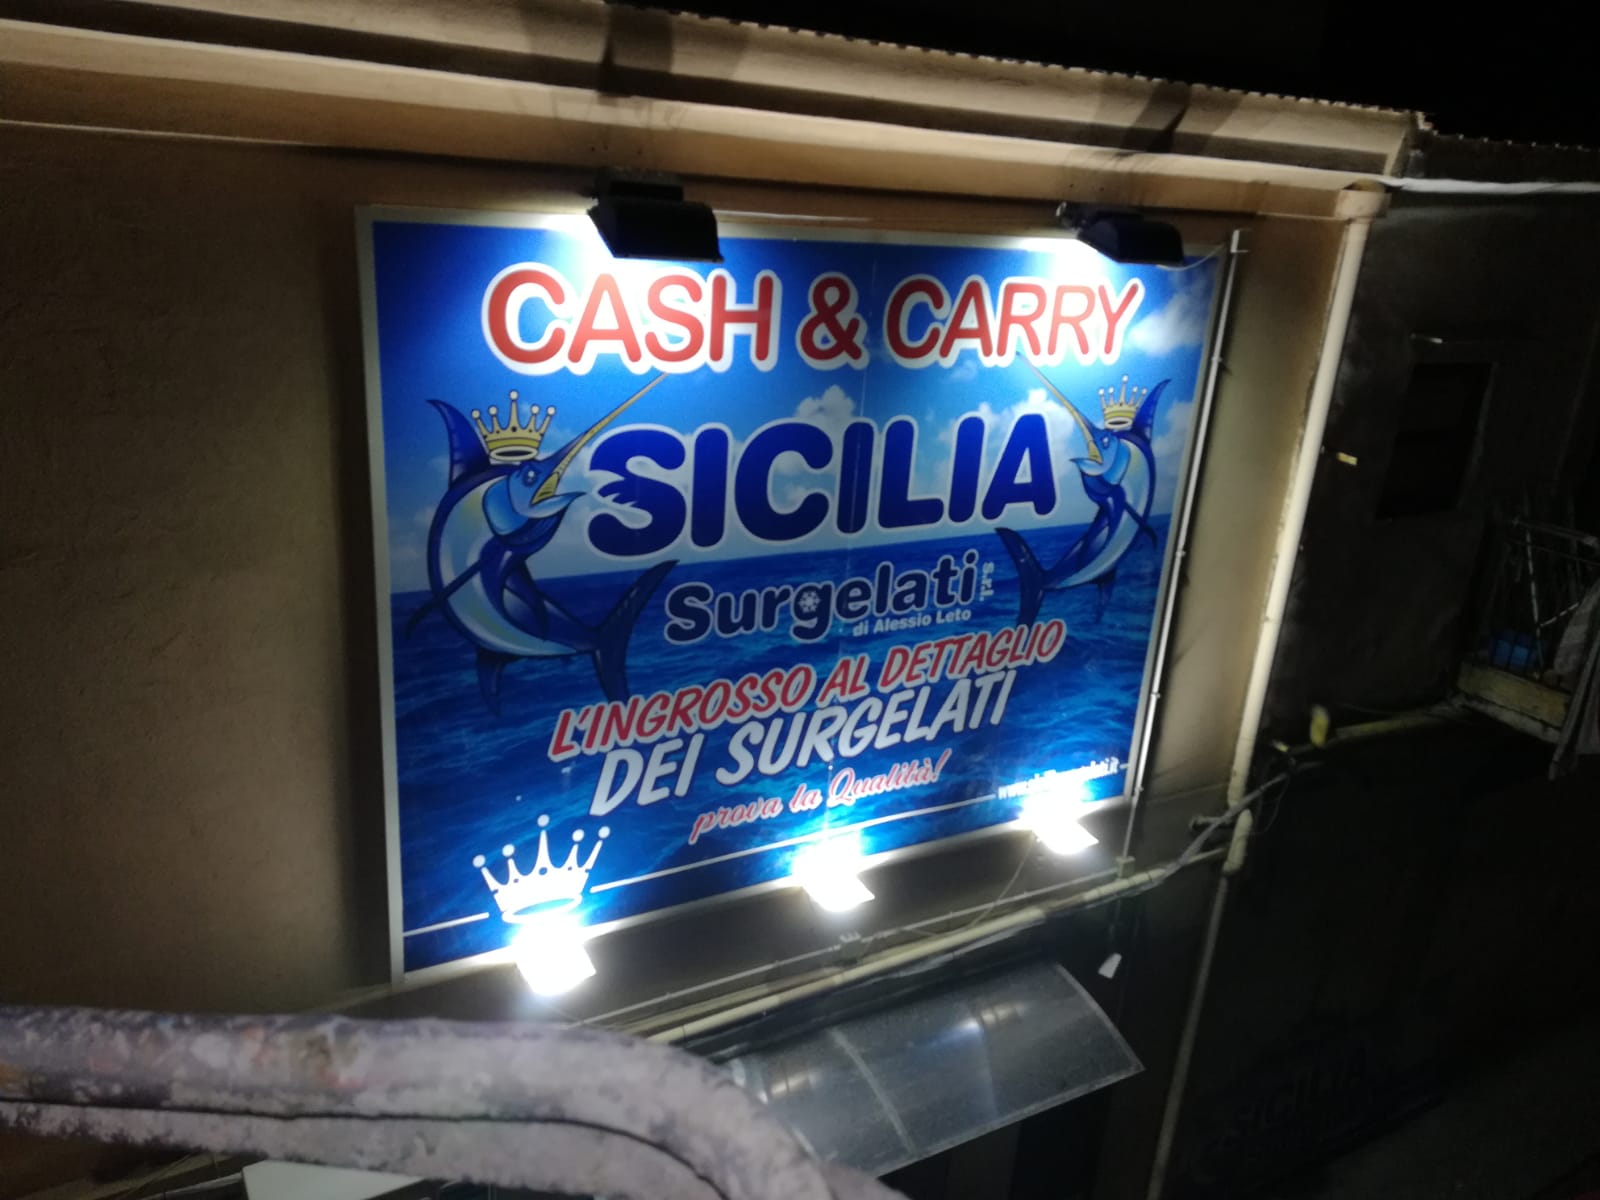 CASH & CARRY
SICILIA
Surgelati s.r.l.
di Alessio Leto
L'INGROSSO AL DETTAGLIO
DEI SURGELATI
prova la Qualità!